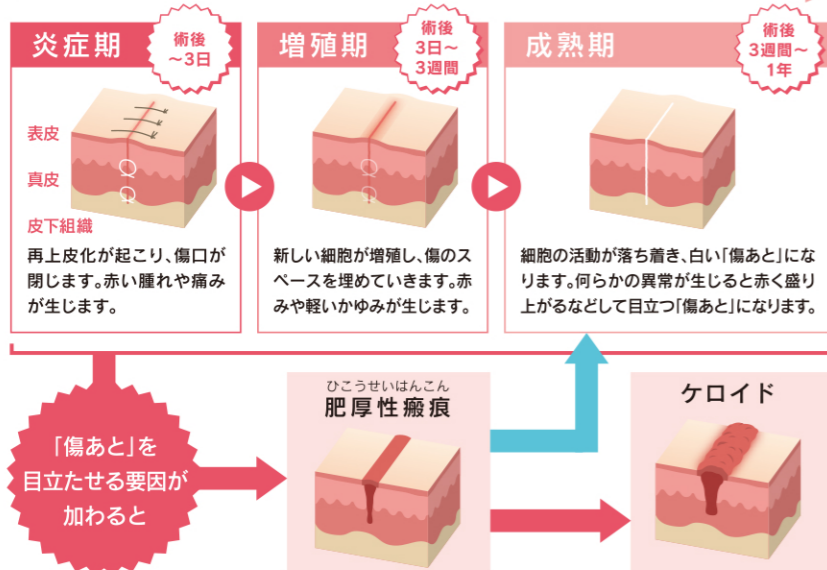 炎症期
術後
～3日
表皮
真皮
皮下組織
再上皮化が起こり、傷口が
閉じます。赤い腫れや痛み
が生じます。
増殖期
術後
3日～
3週間
新しい細胞が増殖し、傷のス
ペースを埋めていきます。赤
みや軽いかゆみが生じます。
成熟期
術後
3週間～
1年
細胞の活動が落ち着き、白い「傷あと」にな
ります。何らかの異常が生じると赤く盛り
上がるなどして目立つ「傷あと」になります。
「傷あと」を
目立たせる要因が
加わると
ひこうせいはんこん
肥厚性瘢痕
ケロイド